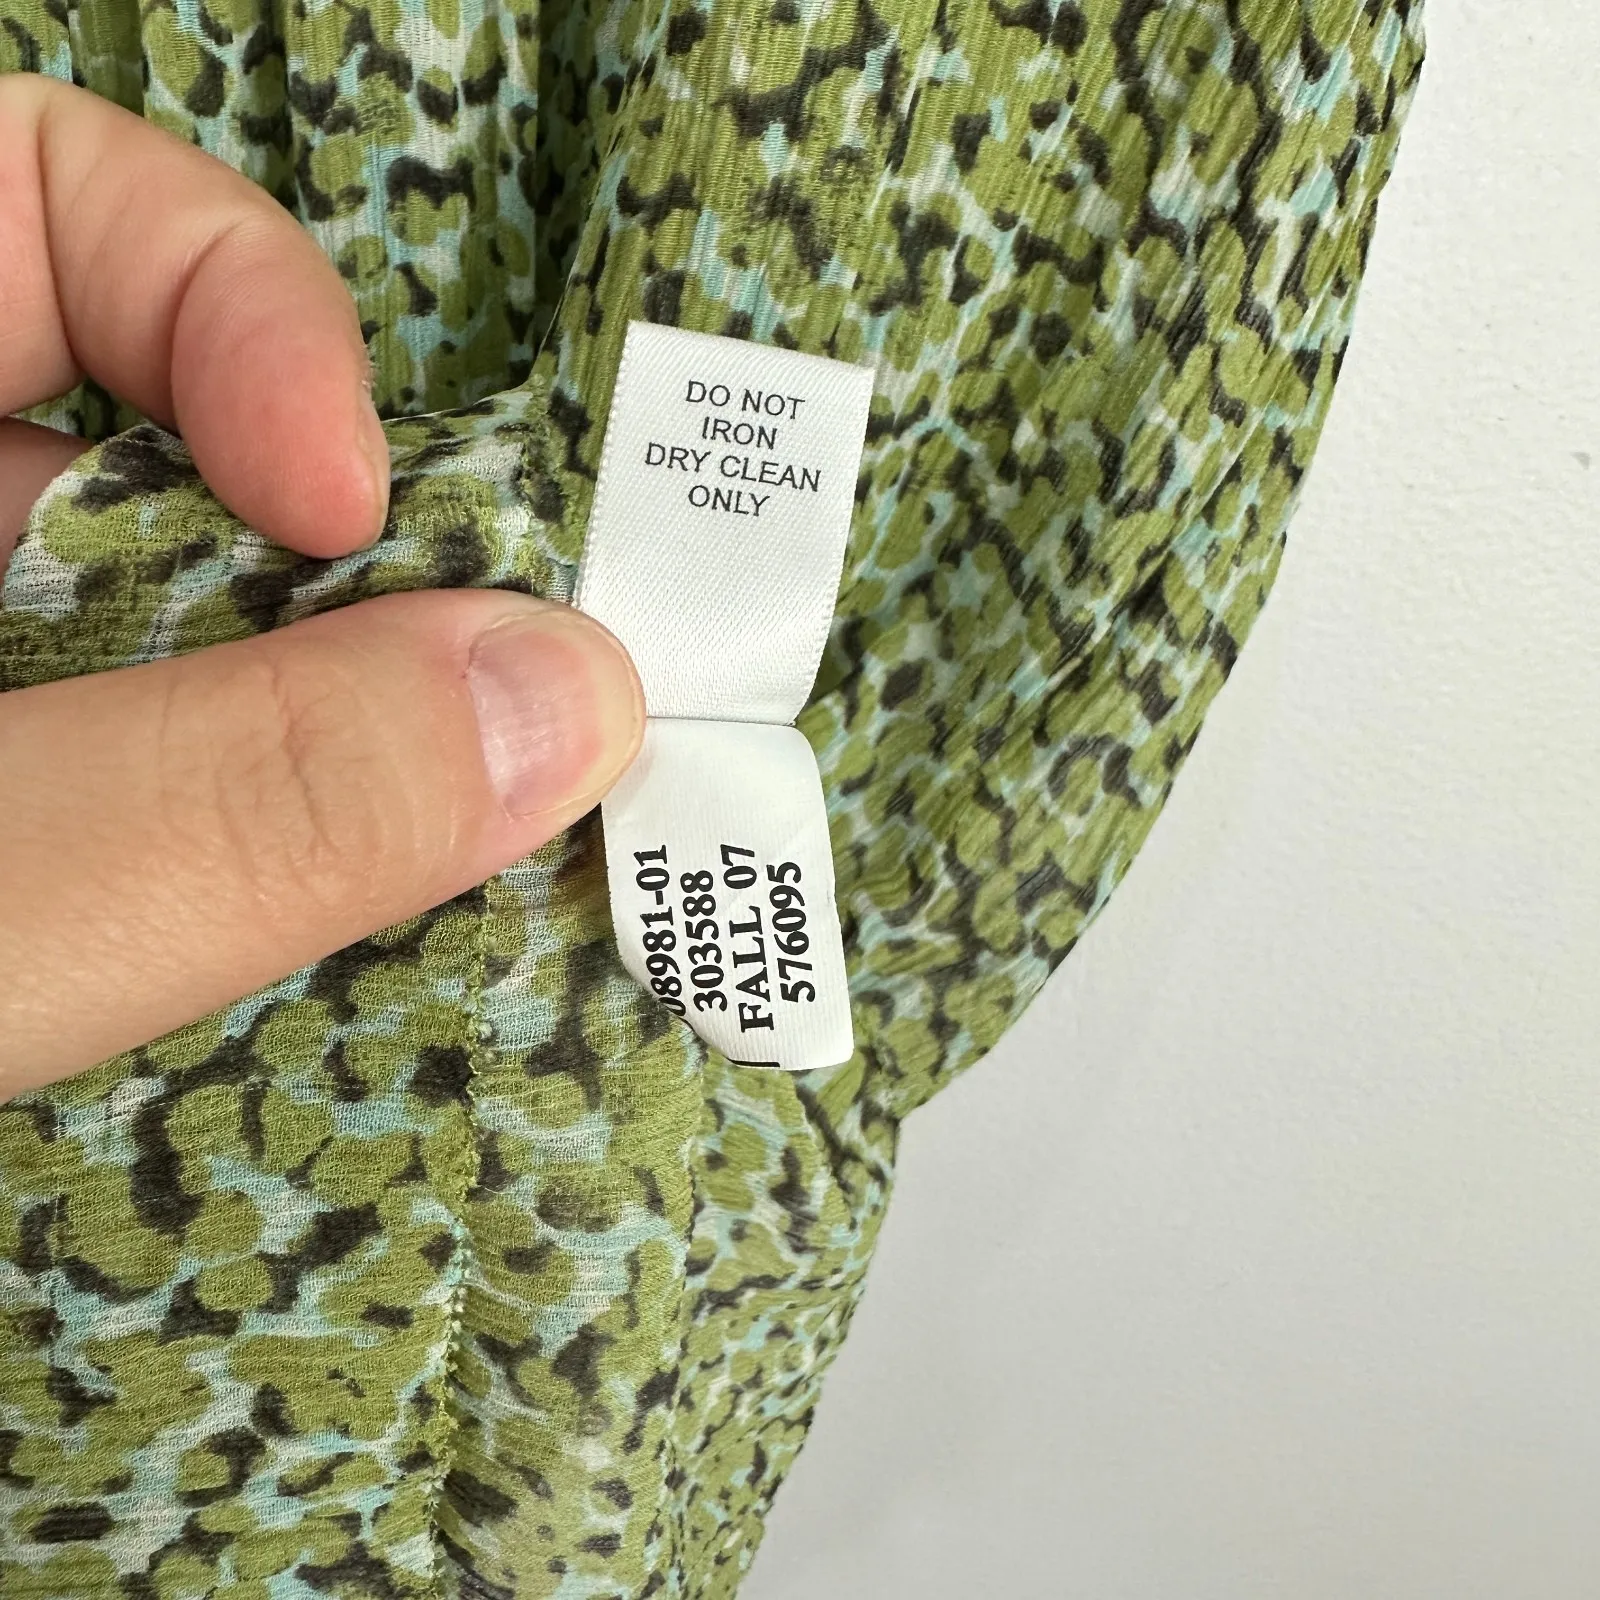 DO NOT
IRON
DRY CLEAN
ONLY
08981-01
303588
FALL 07
576095